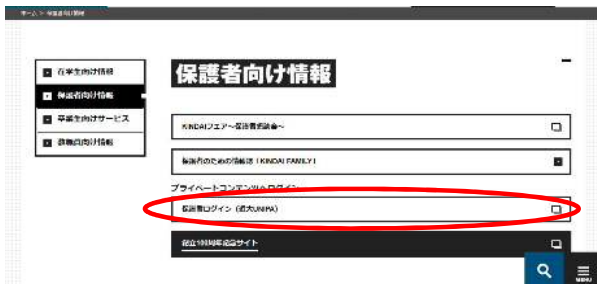 ホーム > 保護者向け情報
在学生向け情報
保護者向け情報
卒業生向けサービス
教職員向け情報
保護者向け情報
KINDAIフェア～保護者懇談会～
保護者のための情報誌「KINDAI FAMILY」
プライベートコンテンツへログイン
保護者ログイン（近大UNIPA）
創立100周年記念サイト
MENU